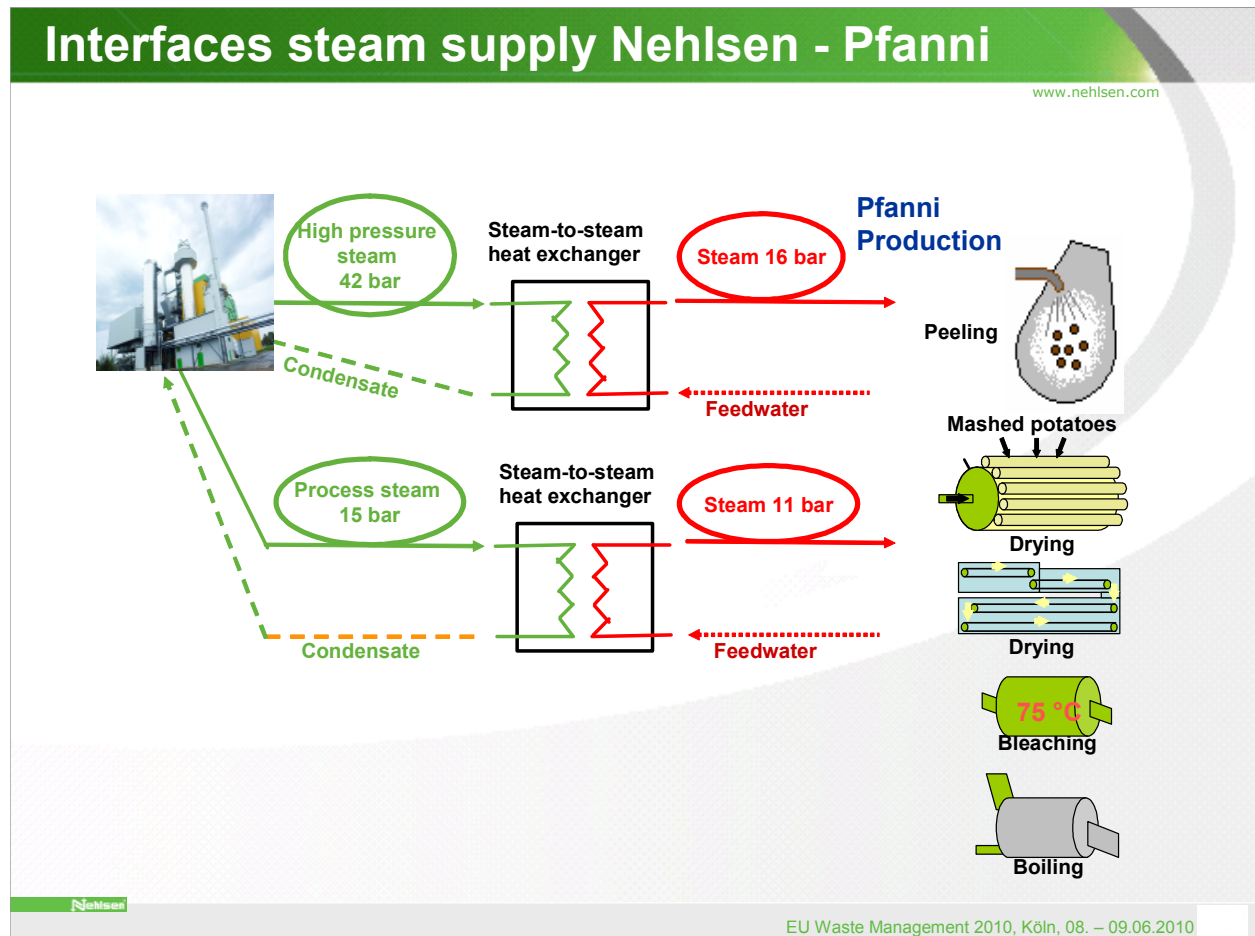 Interfaces steam supply Nehlsen - Pfanni
www.nehlsen.com
High pressure
steam
42 bar
Steam-to-steam
heat exchanger
Steam 16 bar
Pfanni
Production
Peeling
Condensate
Feedwater
Mashed potatoes
Process steam
15 bar
Steam-to-steam
heat exchanger
Steam 11 bar
Drying
Condensate
Feedwater
Drying
75 °C
Bleaching
Boiling
Nehlsen
EU Waste Management 2010, Köln, 08. – 09.06.2010